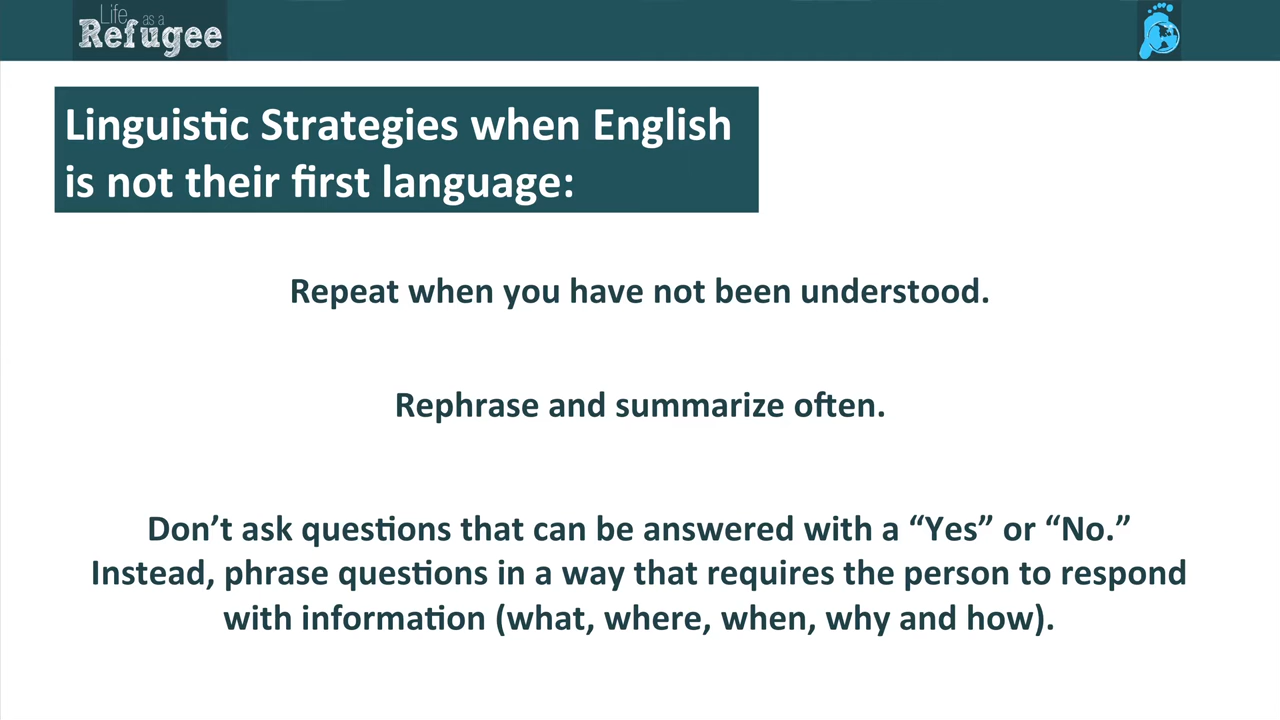 Life as a
Refugee
Linguistic Strategies when English
is not their first language:
Repeat when you have not been understood.
Rephrase and summarize often.
Don’t ask questions that can be answered with a “Yes” or “No.”
Instead, phrase questions in a way that requires the person to respond
with information (what, where, when, why and how).